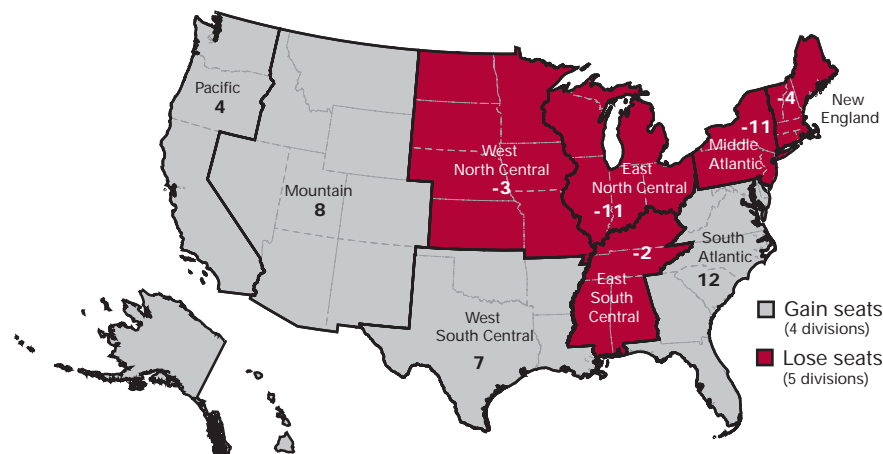 Pacific
4
Mountain
8
West
North Central
-3
East
North Central
-11
-4
New
England
-11
Middle
Atlantic
-2
East
South
Central
South
Atlantic
12
West
South Central
7
Gain seats
(4 divisions)
Lose seats
(5 divisions)